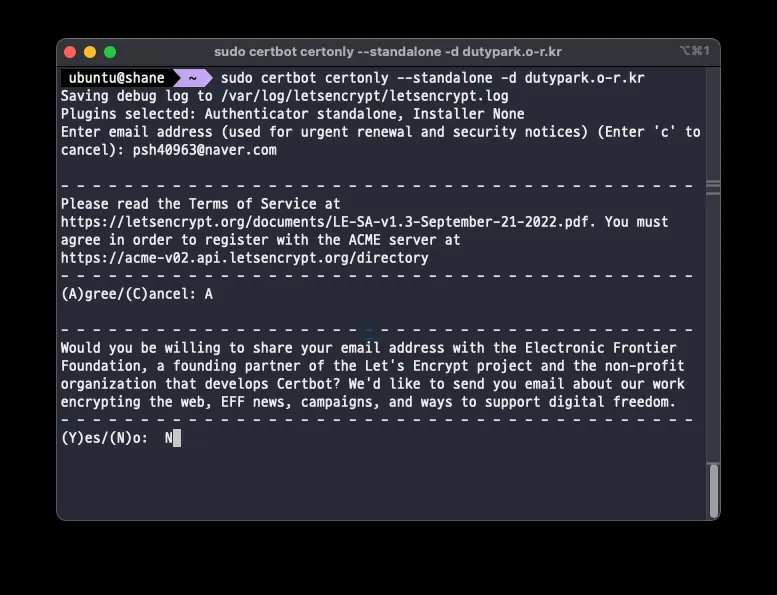 sudo certbot certonly --standalone -d dutypark.o-r.kr
⌥⌘1
ubuntu@shane ~ sudo certbot certonly --standalone -d dutypark.o-r.kr
Saving debug log to /var/log/letsencrypt/letsencrypt.log
Plugins selected: Authenticator standalone, Installer None
Enter email address (used for urgent renewal and security notices) (Enter 'c' to
cancel): psh40963@naver.com
- - - - - - - - - - - - - - - - - - - - - - - - - - - - - - - - - - - - - - - -
Please read the Terms of Service at
https://letsencrypt.org/documents/LE-SA-v1.3-September-21-2022.pdf. You must
agree in order to register with the ACME server at
https://acme-v02.api.letsencrypt.org/directory
- - - - - - - - - - - - - - - - - - - - - - - - - - - - - - - - - - - - - - - -
(A)gree/(C)ancel: A
- - - - - - - - - - - - - - - - - - - - - - - - - - - - - - - - - - - - - - - -
Would you be willing to share your email address with the Electronic Frontier
Foundation, a founding partner of the Let's Encrypt project and the non-profit
organization that develops Certbot? We'd like to send you email about our work
encrypting the web, EFF news, campaigns, and ways to support digital freedom.
- - - - - - - - - - - - - - - - - - - - - - - - - - - - - - - - - - - - - - - -
(Y)es/(N)o:  N